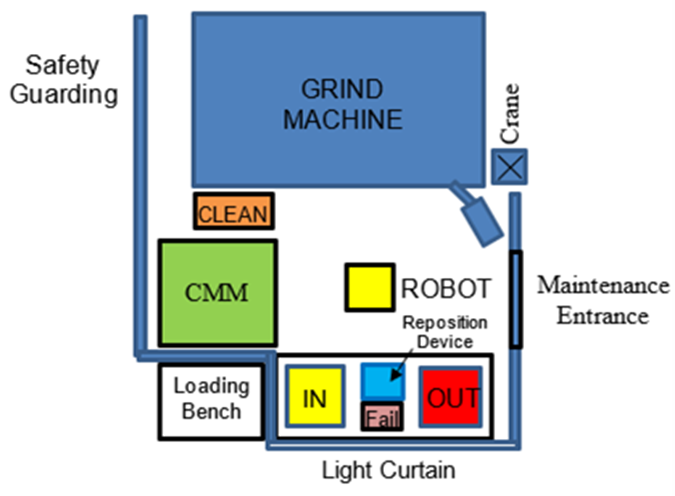 Safety
Guarding
GRIND
MACHINE
Crane
CLEAN
CMM
ROBOT
Maintenance
Entrance
Reposition
Device
Loading
Bench
IN
Fail
OUT
Light Curtain